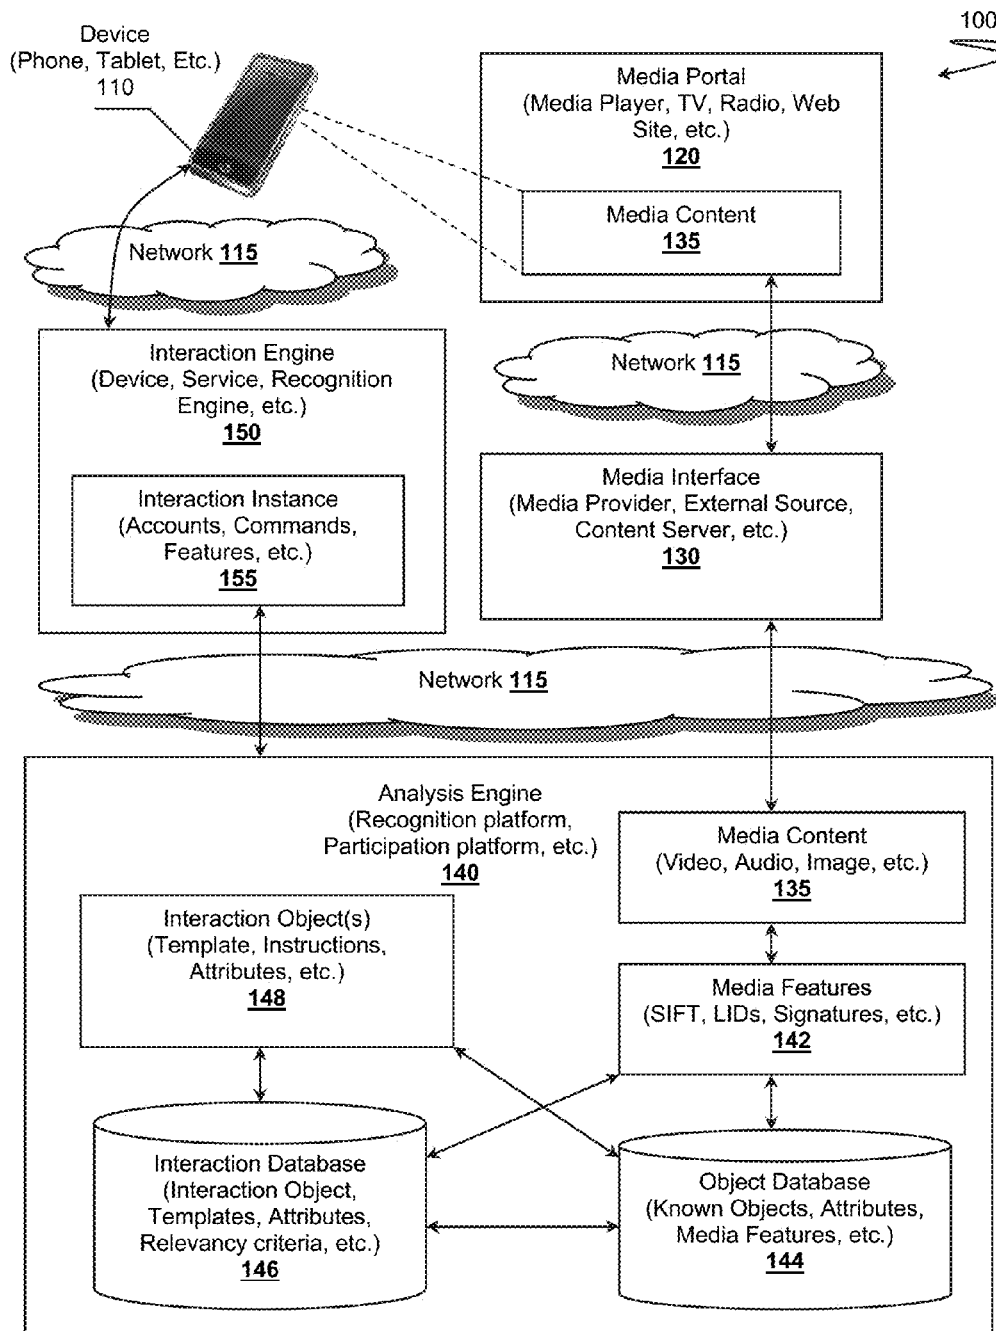 100
Device
(Phone, Tablet, Etc.)
110
Media Portal
(Media Player, TV, Radio, Web
Site, etc.)
120
Media Content
135
Network 115
Interaction Engine
(Device, Service, Recognition
Engine, etc.)
150
Interaction Instance
(Accounts, Commands,
Features, etc.)
155
Network 115
Media Interface
(Media Provider, External Source,
Content Server, etc.)
130
Network 115
Analysis Engine
(Recognition platform,
Participation platform, etc.)
140
Media Content
(Video, Audio, Image, etc.)
135
Interaction Object(s)
(Template, Instructions,
Attributes, etc.)
148
Media Features
(SIFT, LIDs, Signatures, etc.)
142
Interaction Database
(Interaction Object,
Templates, Attributes,
Relevancy criteria, etc.)
146
Object Database
(Known Objects, Attributes,
Media Features, etc.)
144